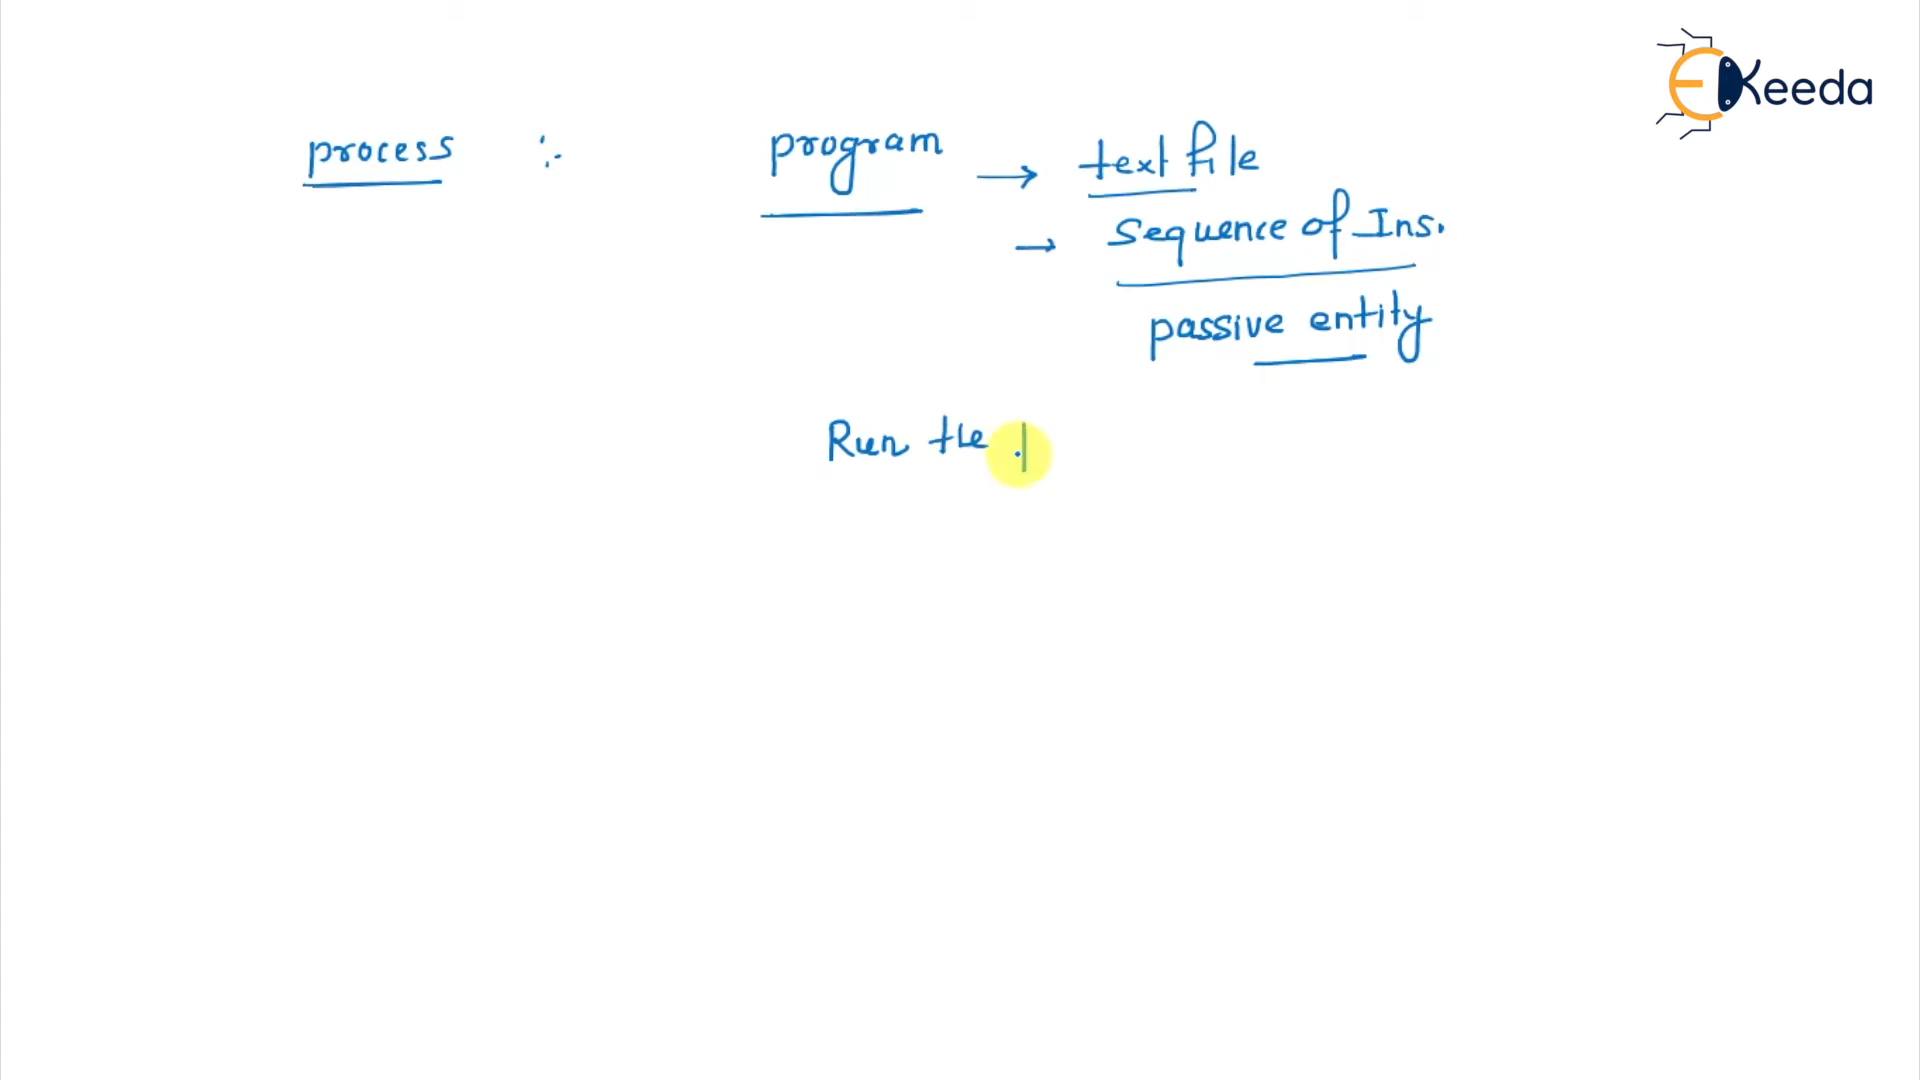 EKeeda
process :- program → text file
→ Sequence of Ins.
passive entity
Run the